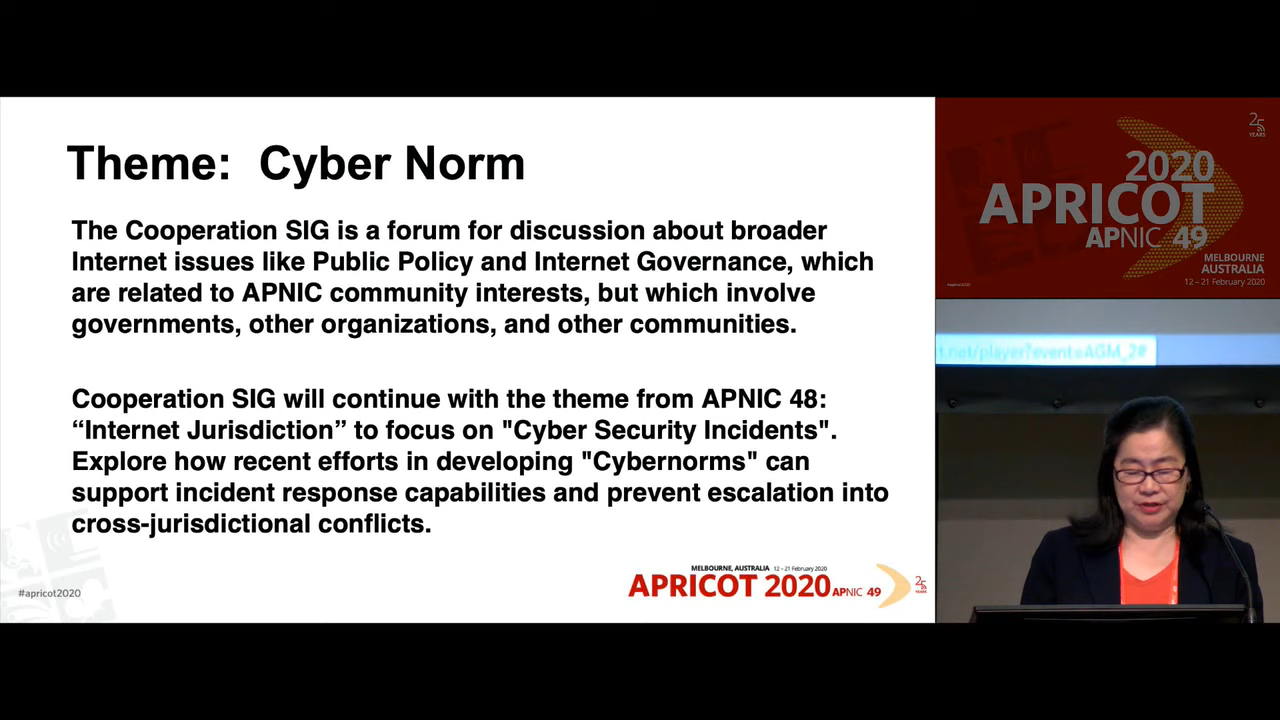 Theme: Cyber Norm
The Cooperation SIG is a forum for discussion about broader
Internet issues like Public Policy and Internet Governance, which
are related to APNIC community interests, but which involve
governments, other organizations, and other communities.
Cooperation SIG will continue with the theme from APNIC 48:
“Internet Jurisdiction” to focus on "Cyber Security Incidents".
Explore how recent efforts in developing "Cybernorms" can
support incident response capabilities and prevent escalation into
cross-jurisdictional conflicts.
#apricot2020
MELBOURNE, AUSTRALIA 12 – 21 February 2020
APRICOT 2020 APNIC 49
25
YEARS
25
YEARS
2020
APRICOT
APNIC 49
MELBOURNE
AUSTRALIA
12 – 21 February 2020
#apricot2020
t.net/player?event=AGM_2#